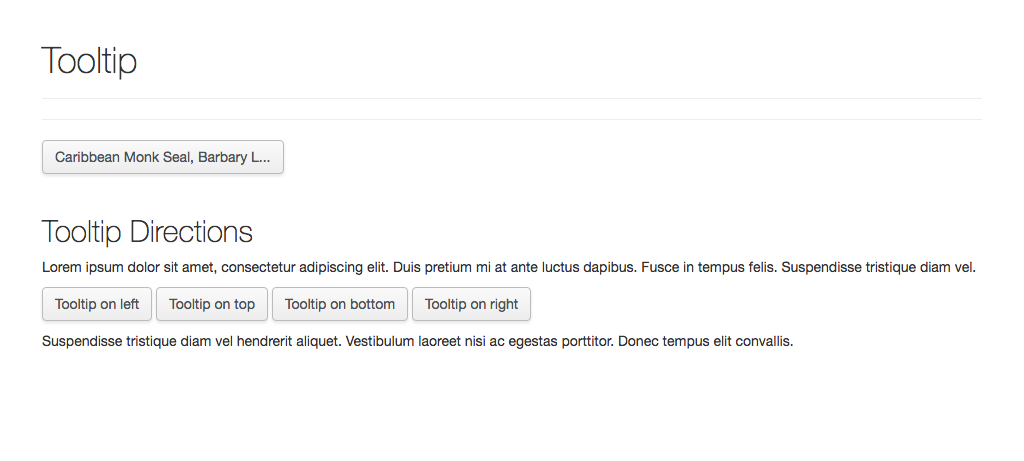 Tooltip
Caribbean Monk Seal, Barbary L...
Tooltip Directions
Lorem ipsum dolor sit amet, consectetur adipiscing elit. Duis pretium mi at ante luctus dapibus. Fusce in tempus felis. Suspendisse tristique diam vel.
Tooltip on left Tooltip on top Tooltip on bottom Tooltip on right
Suspendisse tristique diam vel hendrerit aliquet. Vestibulum laoreet nisi ac egestas porttitor. Donec tempus elit convallis.